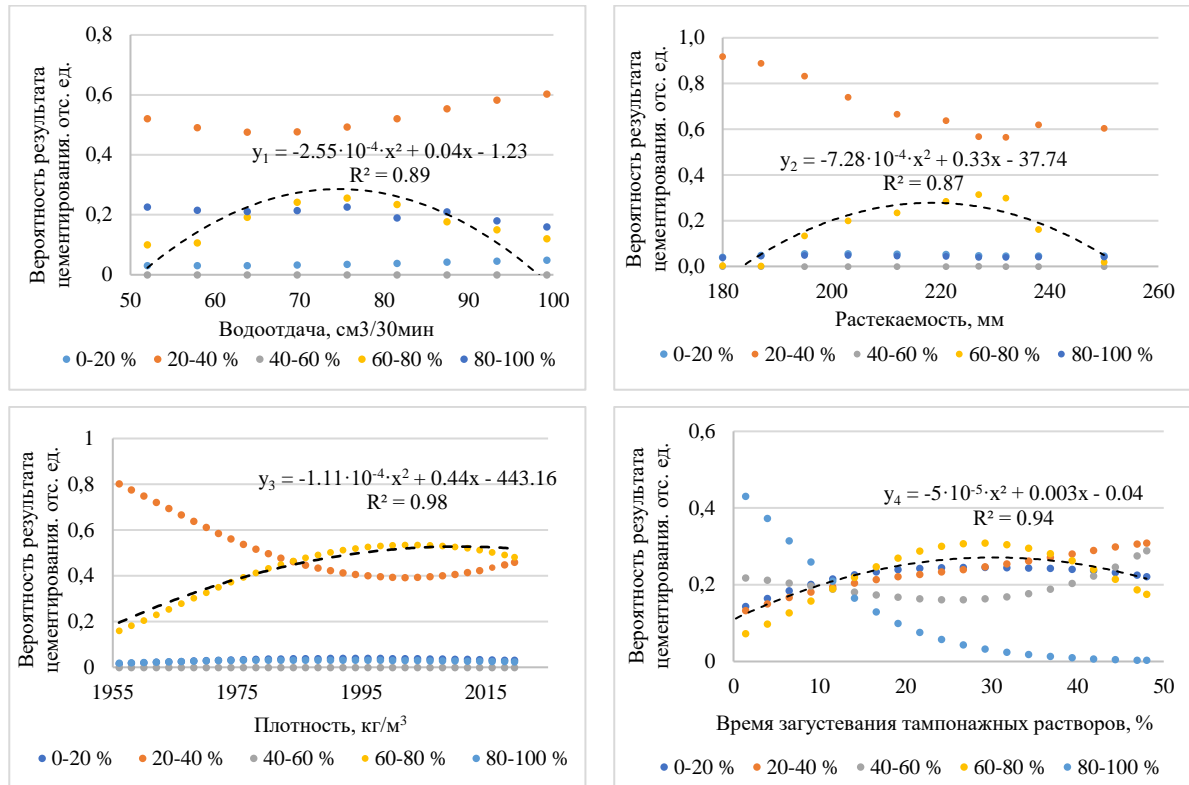 Вероятность результата
цементирования. отс. ед.
0,8
0,6
0,4
0,2
0
y₁ = -2.55·10⁻⁴·x² + 0.04x - 1.23
R² = 0.89
50 60 70 80 90 100
Водоотдача, см3/30мин
0-20 % 20-40 % 40-60 % 60-80 % 80-100 %
Вероятность результата
цементирования. отс. ед.
1,0
0,8
0,6
0,4
0,2
0,0
y₂ = -7.28·10⁻⁴·x² + 0.33x - 37.74
R² = 0.87
180 200 220 240 260
Растекаемость, мм
0-20 % 20-40 % 40-60 % 60-80 % 80-100 %
Вероятность результата
цементирования. отс. ед.
1
0,8
0,6
0,4
0,2
0
y₃ = -1.11·10⁻⁴·x² + 0.44x - 443.16
R² = 0.98
1955 1975 1995 2015
Плотность, кг/м³
0-20 % 20-40 % 40-60 % 60-80 % 80-100 %
Вероятность результата
цементирования. отс. ед.
0,6
0,4
0,2
0
y₄ = -5·10⁻⁵·x² + 0.003x - 0.04
R² = 0.94
0 10 20 30 40 50
Время загустевания тампонажных растворов, %
0-20 % 20-40 % 40-60 % 60-80 % 80-100 %